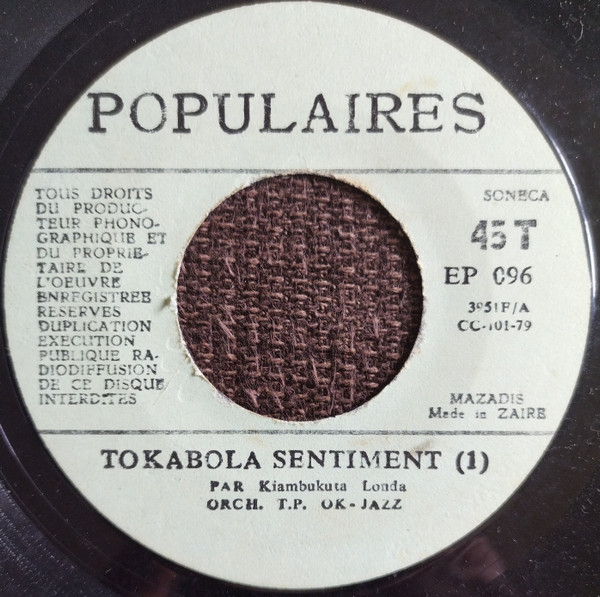 POPULAIRES
TOUS DROITS
DU PRODUC-
TEUR PHONO-
GRAPHIQUE ET
DU PROPRIE-
TAIRE DE
L'OEUVRE
ENREGISTREE
RESERVES
DUPLICATION
EXECUTION
PUBLIQUE RA-
DIODIFFUSION
DE CE DISQUE
INTERDITES
SONECA
45T
EP 096
CC-101-79
MAZADIS
Made in ZAIRE
TOKABOLA SENTIMENT (1)
PAR Kiambukuta Londa
ORCH. T.P. OK-JAZZ